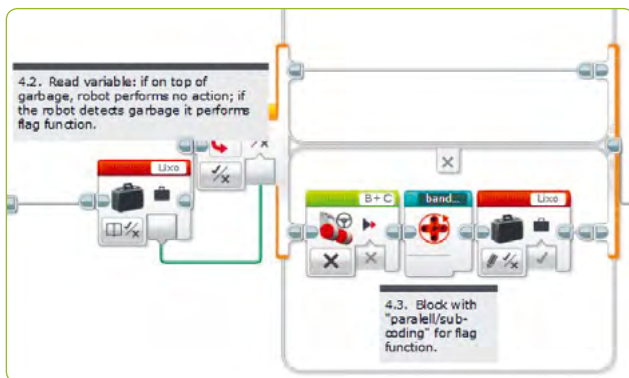 4.2. Read variable: if on top of
garbage, robot performs no action; if
the robot detects garbage it performs
flag function.
Lixo
B+C
band...
Lixo
4.3. Block with
"paralell/sub-
coding" for flag
function.